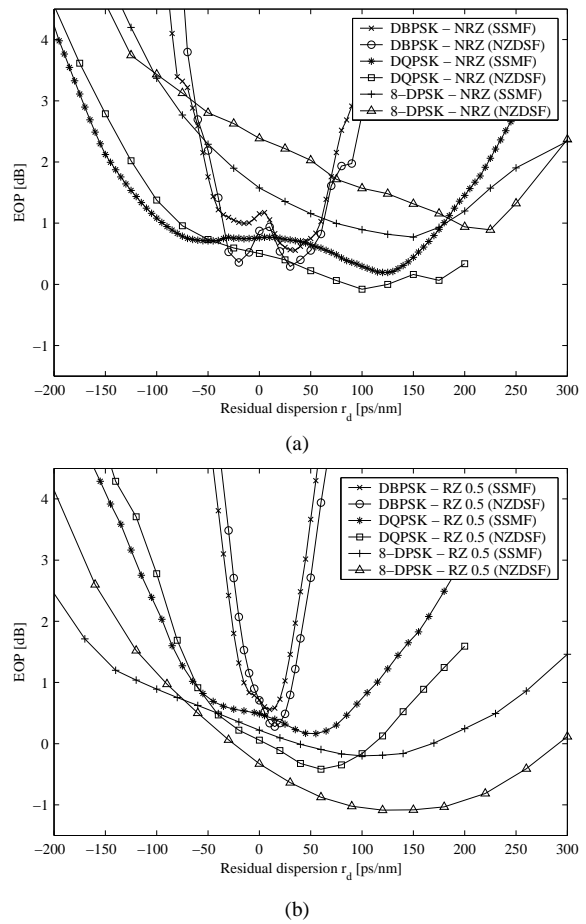 4
3
2
1
0
−1
EOP [dB]
DBPSK − NRZ (SSMF)
DBPSK − NRZ (NZDSF)
DQPSK − NRZ (SSMF)
DQPSK − NRZ (NZDSF)
8−DPSK − NRZ (SSMF)
8−DPSK − NRZ (NZDSF)
−200 −150 −100 −50 0 50 100 125 150 200 250 300
Residual dispersion r_d [ps/nm]
(a)
4
3
2
1
0
−1
EOP [dB]
DBPSK − RZ 0.5 (SSMF)
DBPSK − RZ 0.5 (NZDSF)
DQPSK − RZ 0.5 (SSMF)
DQPSK − RZ 0.5 (NZDSF)
8−DPSK − RZ 0.5 (SSMF)
8−DPSK − RZ 0.5 (NZDSF)
−200 −150 −100 −50 0 50 100 150 200 250 300
Residual dispersion r_d [ps/nm]
(b)